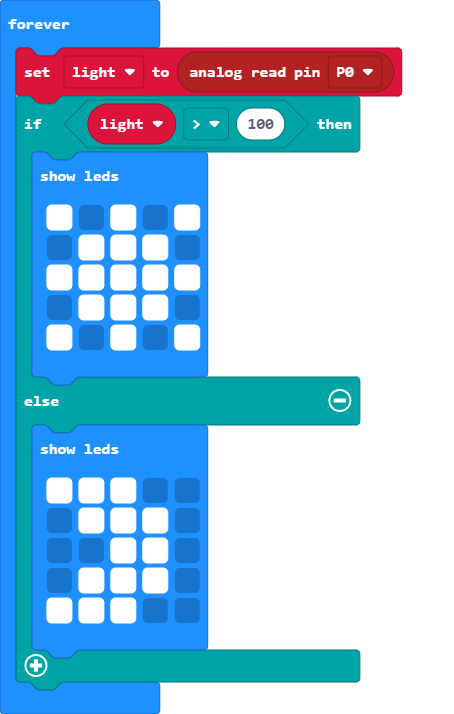 forever
set light to analog read pin P0
if light > 100 then
show leds
else
show leds